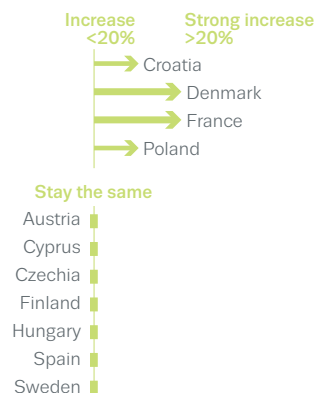 Increase
<20%
Strong increase
>20%
Croatia
Denmark
France
Poland
Stay the same
Austria
Cyprus
Czechia
Finland
Hungary
Spain
Sweden